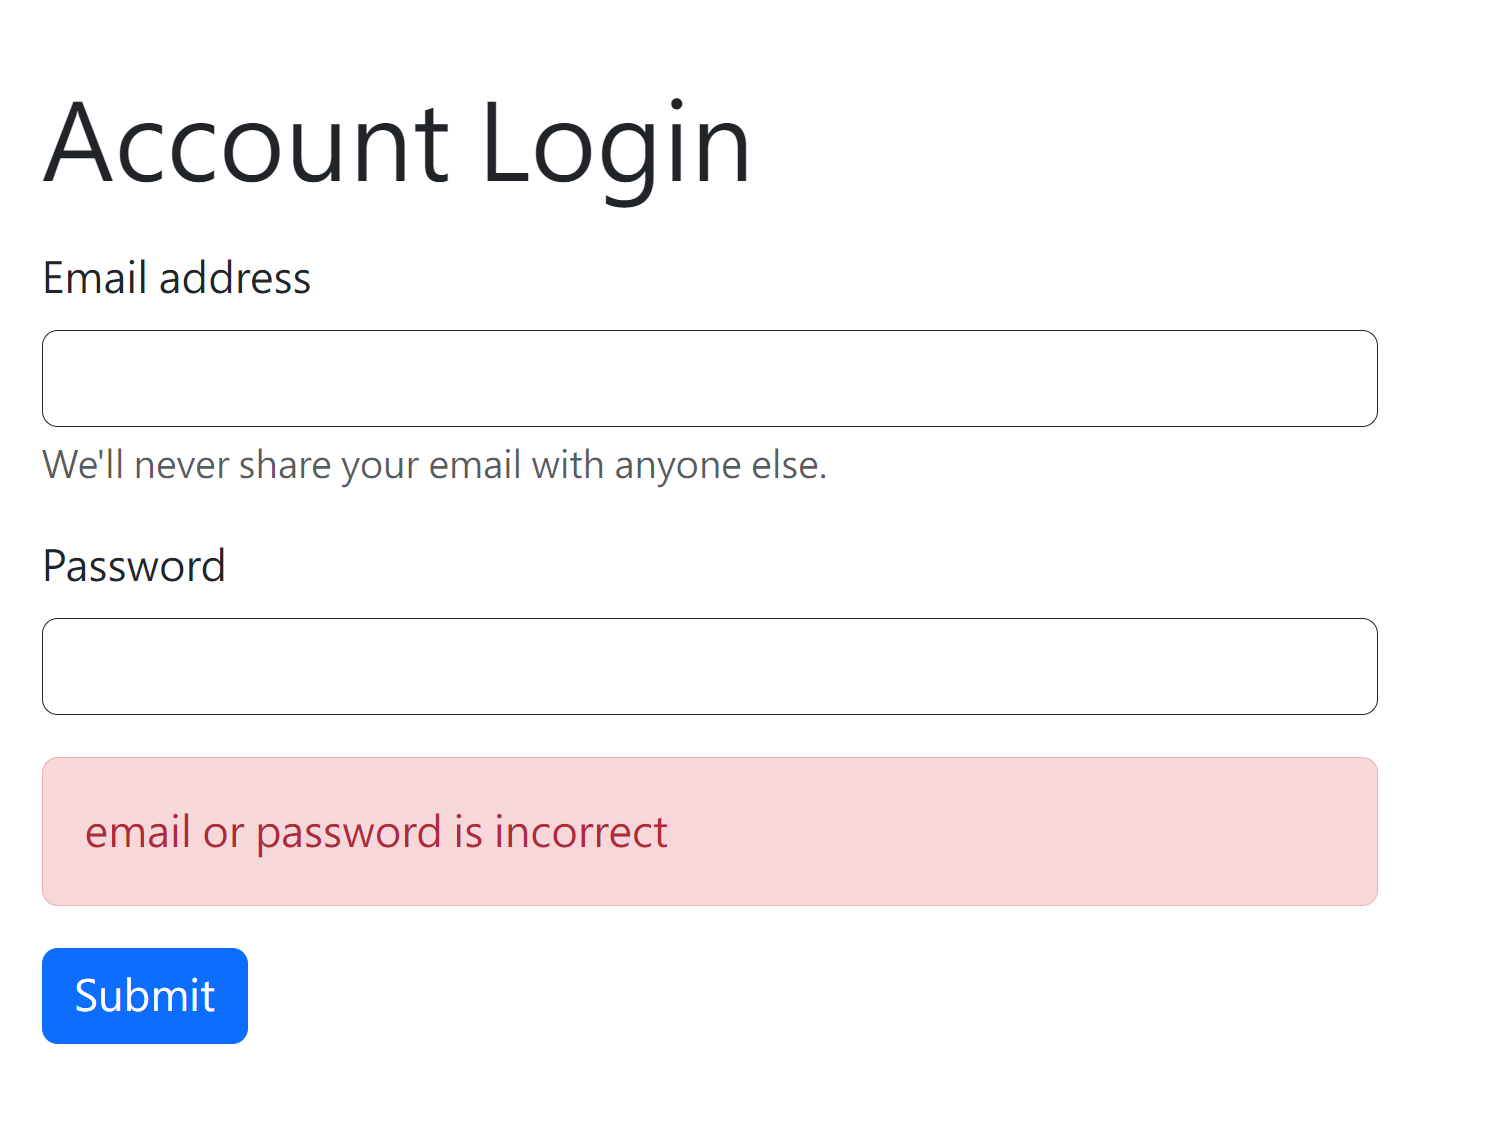 Account Login
Email address
We'll never share your email with anyone else.
Password
email or password is incorrect
Submit